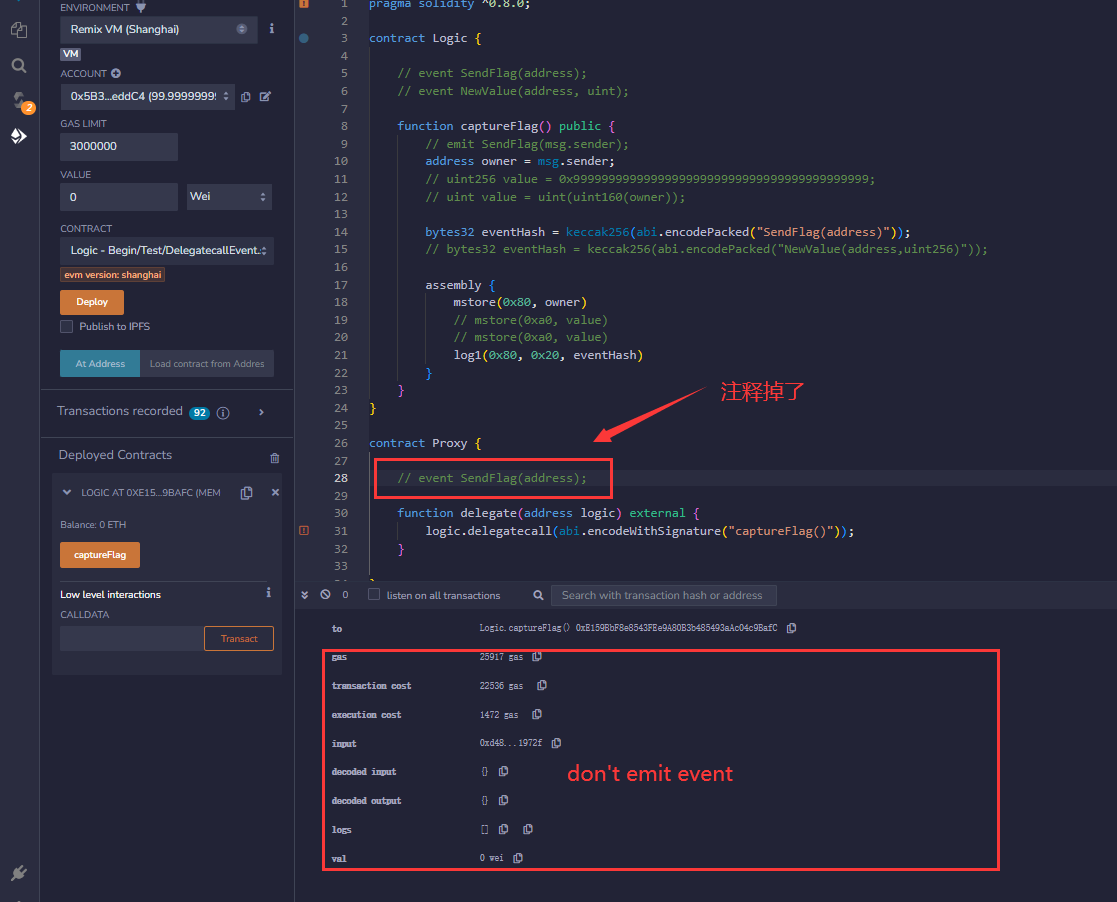 ENVIRONMENT
Remix VM (Shanghai)
VM
ACCOUNT
0x5B3...eddC4 (99.9999999
GAS LIMIT
3000000
VALUE
0
Wei
CONTRACT
Logic - Begin/Test/DelegatecallEvent.
evm version: shanghai
Deploy
Publish to IPFS
At Address
Load contract from Addres
Transactions recorded 92
Deployed Contracts
LOGIC AT 0XE15...9BAFC (MEM
Balance: 0 ETH
captureFlag
Low level interactions
CALLDATA
Transact
2
1 pragma solidity ^0.8.0;
2
3 contract Logic {
4
5 // event SendFlag(address);
6 // event NewValue(address, uint);
7
8 function captureFlag() public {
9 // emit SendFlag(msg.sender);
10 address owner = msg.sender;
11 // uint256 value = 0x9999999999999999999999999999999999999999;
12 // uint value = uint(uint160(owner));
13
14 bytes32 eventHash = keccak256(abi.encodePacked("SendFlag(address)"));
15 // bytes32 eventHash = keccak256(abi.encodePacked("NewValue(address,uint256)"));
16
17 assembly {
18 mstore(0x80, owner)
19 // mstore(0xa0, value)
20 // mstore(0xa0, value)
21 log1(0x80, 0x20, eventHash)
22 }
23 }
24 }
25
26 contract Proxy {
27
28 // event SendFlag(address);
29
30 function delegate(address logic) external {
31 logic.delegatecall(abi.encodeWithSignature("captureFlag()"));
32 }
33
注释掉了
0
listen on all transactions
Search with transaction hash or address
to Logic.captureFlag() 0xE159BbF8e8543FEe9A80B3b485493aAc04c9BafC
gas 25917 gas
transaction cost 22536 gas
execution cost 1472 gas
input 0xd48...1972f
decoded input {}
decoded output {}
logs []
val 0 wei
don't emit event